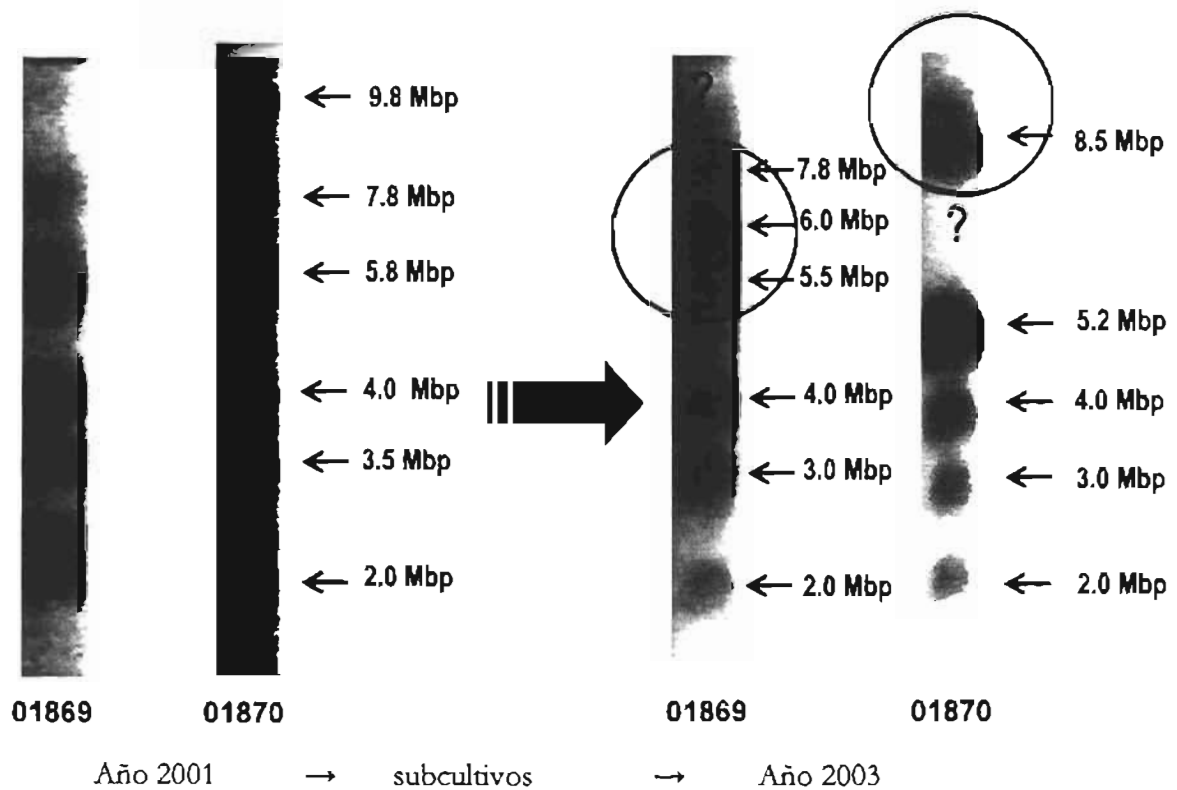 ← 9.8 Mbp
← 7.8 Mbp
← 5.8 Mbp
← 4.0 Mbp
← 3.5 Mbp
← 2.0 Mbp
?
← 7.8 Mbp
← 6.0 Mbp
← 5.5 Mbp
← 4.0 Mbp
← 3.0 Mbp
← 2.0 Mbp
← 8.5 Mbp
?
← 5.2 Mbp
← 4.0 Mbp
← 3.0 Mbp
← 2.0 Mbp
01869 01870 01869 01870
Año 2001 → subcultivos → Año 2003